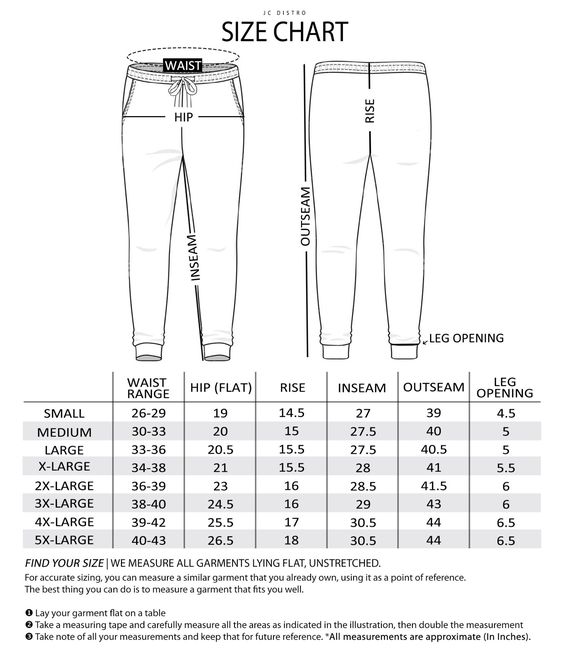 JC DISTRO
SIZE CHART
WAIST
HIP
INSEAM
RISE
OUTSEAM
LEG OPENING
WAIST RANGE HIP (FLAT) RISE INSEAM OUTSEAM LEG OPENING
SMALL 26-29 19 14.5 27 39 4.5
MEDIUM 30-33 20 15 27.5 40 5
LARGE 33-36 20.5 15.5 27.5 40.5 5
X-LARGE 34-38 21 15.5 28 41 5.5
2X-LARGE 36-39 23 16 28.5 41.5 6
3X-LARGE 38-40 24.5 16 29 43 6
4X-LARGE 39-42 25.5 17 30.5 44 6.5
5X-LARGE 40-43 26.5 18 30.5 44 6.5
FIND YOUR SIZE | WE MEASURE ALL GARMENTS LYING FLAT, UNSTRETCHED.
For accurate sizing, you can measure a similar garment that you already own, using it as a point of reference.
The best thing you can do is to measure a garment that fits you well.
❶ Lay your garment flat on a table
❷ Take a measuring tape and carefully measure all the areas as indicated in the illustration, then double the measurement
❸ Take note of all your measurements and keep that for future reference. *All measurements are approximate (In Inches).